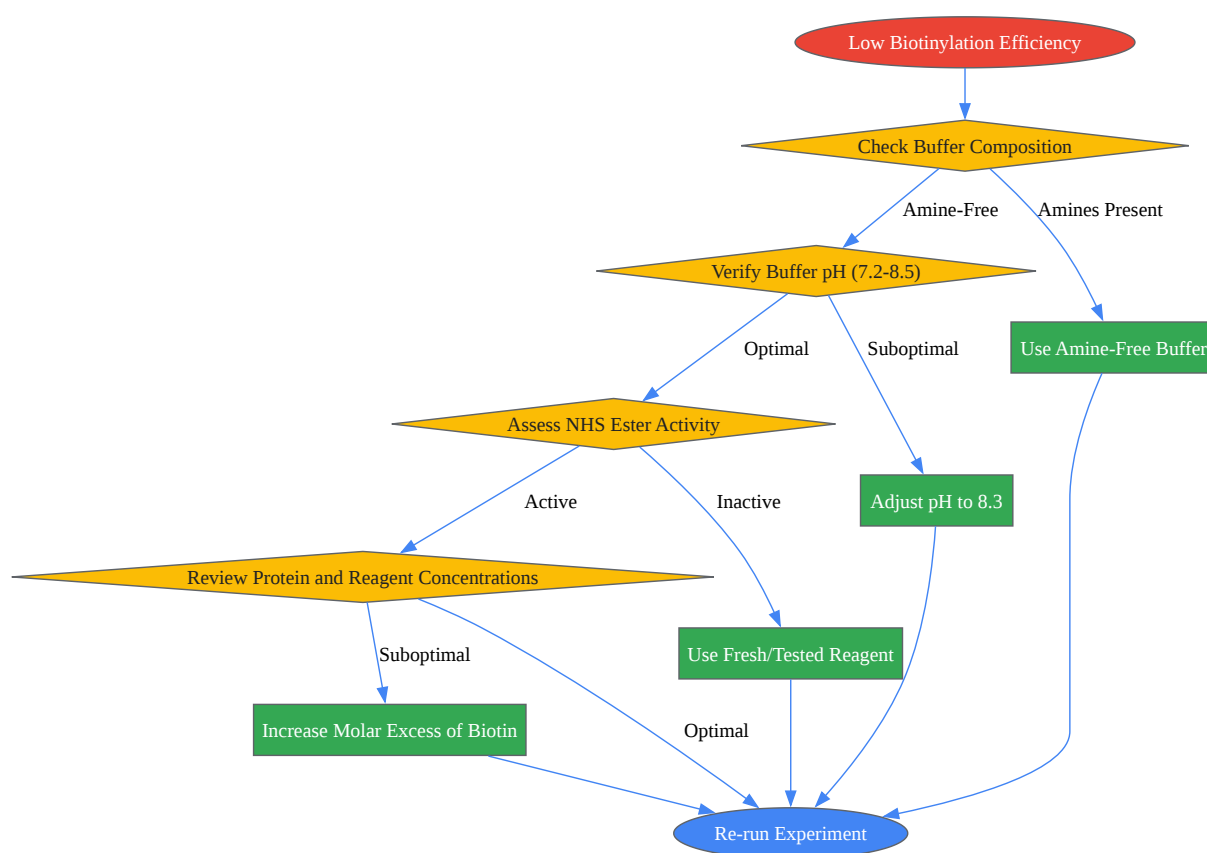 Low Biotinylation Efficiency
Check Buffer Composition
Amine-Free
Amines Present
Verify Buffer pH (7.2-8.5)
Optimal
Suboptimal
Use Amine-Free Buffer
Assess NHS Ester Activity
Active
Inactive
Adjust pH to 8.3
Review Protein and Reagent Concentrations
Suboptimal
Use Fresh/Tested Reagent
Increase Molar Excess of Biotin
Optimal
Re-run Experiment